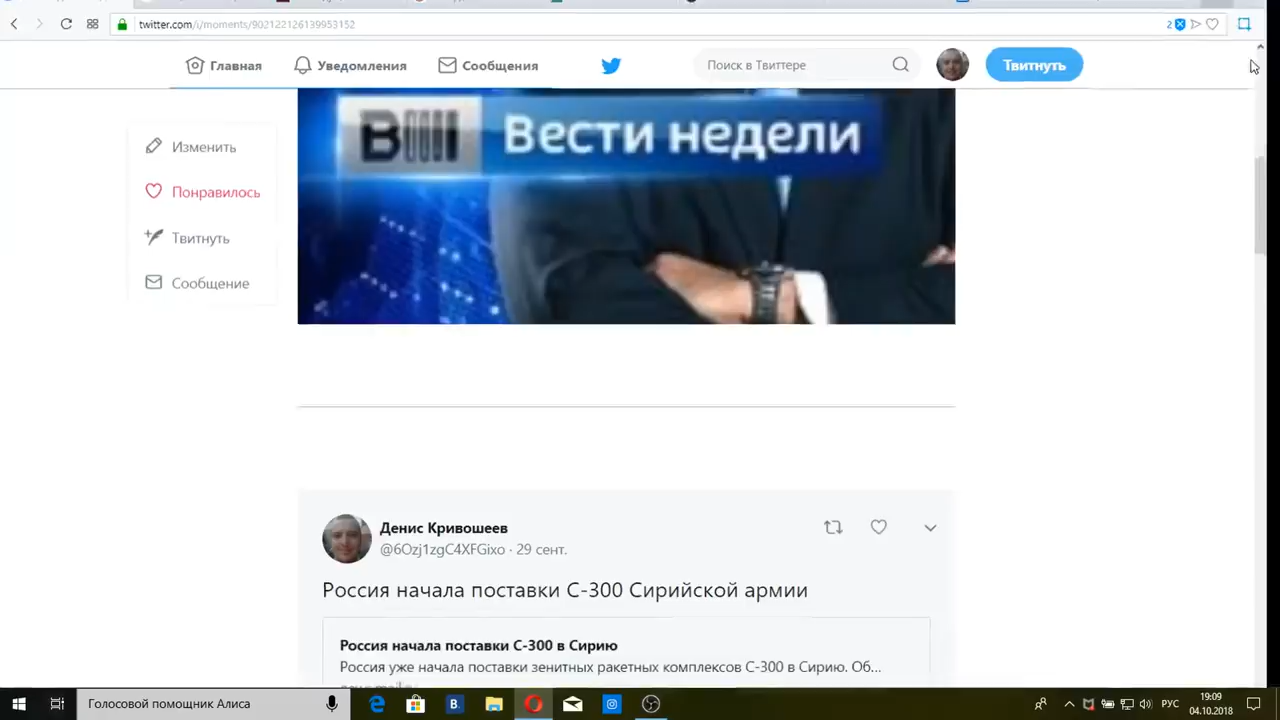 twitter.com/i/moments/902122126139953152
2
Главная
Уведомления
Сообщения
Поиск в Твиттере
Твитнуть
Вести недели
Изменить
Понравилось
Твитнуть
Сообщение
Денис Кривошеев
@6Ozj1zgC4XFGixo · 29 сент.
Россия начала поставки С-300 Сирийской армии
Россия начала поставки С-300 в Сирию
Россия уже начала поставки зенитных ракетных комплексов С-300 в Сирию. Об...
Голосовой помощник Алиса
РУС
19:09
04.10.2018